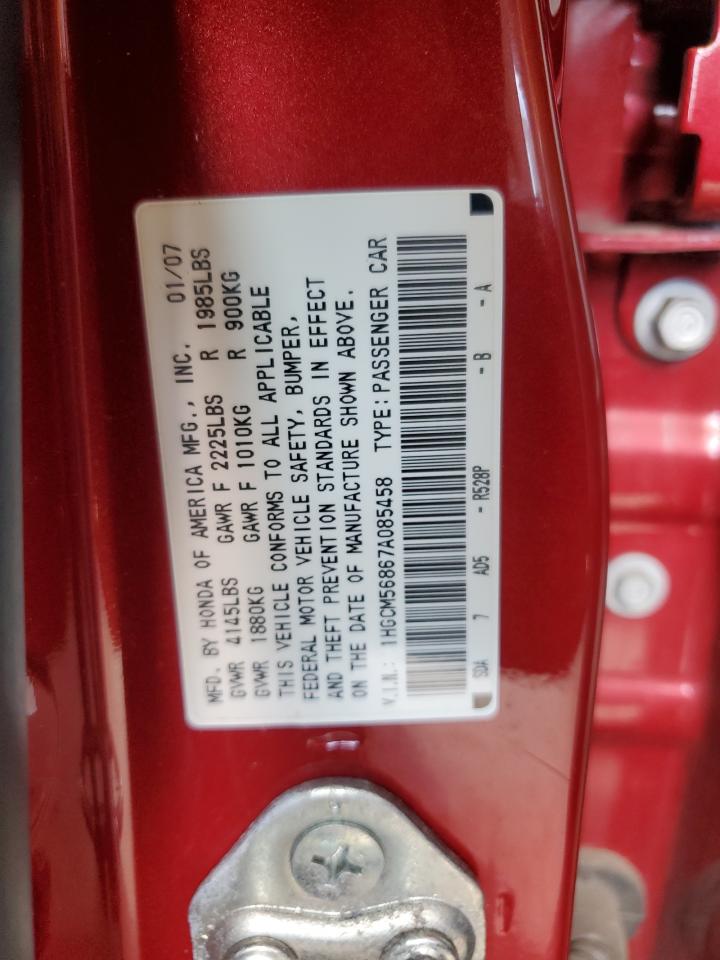 MFD. BY HONDA OF AMERICA MFG., INC. 01/07
GVWR 4145LBS GAWR F 2225LBS R 1985LBS
GVWR 1880KG GAWR F 1010KG R 900KG
THIS VEHICLE CONFORMS TO ALL APPLICABLE
FEDERAL MOTOR VEHICLE SAFETY, BUMPER,
AND THEFT PREVENTION STANDARDS IN EFFECT
ON THE DATE OF MANUFACTURE SHOWN ABOVE.
V.I.N.: 1HGCM56867A085458 TYPE:PASSENGER CAR
SDA 7 AD5 - R528P - B - A